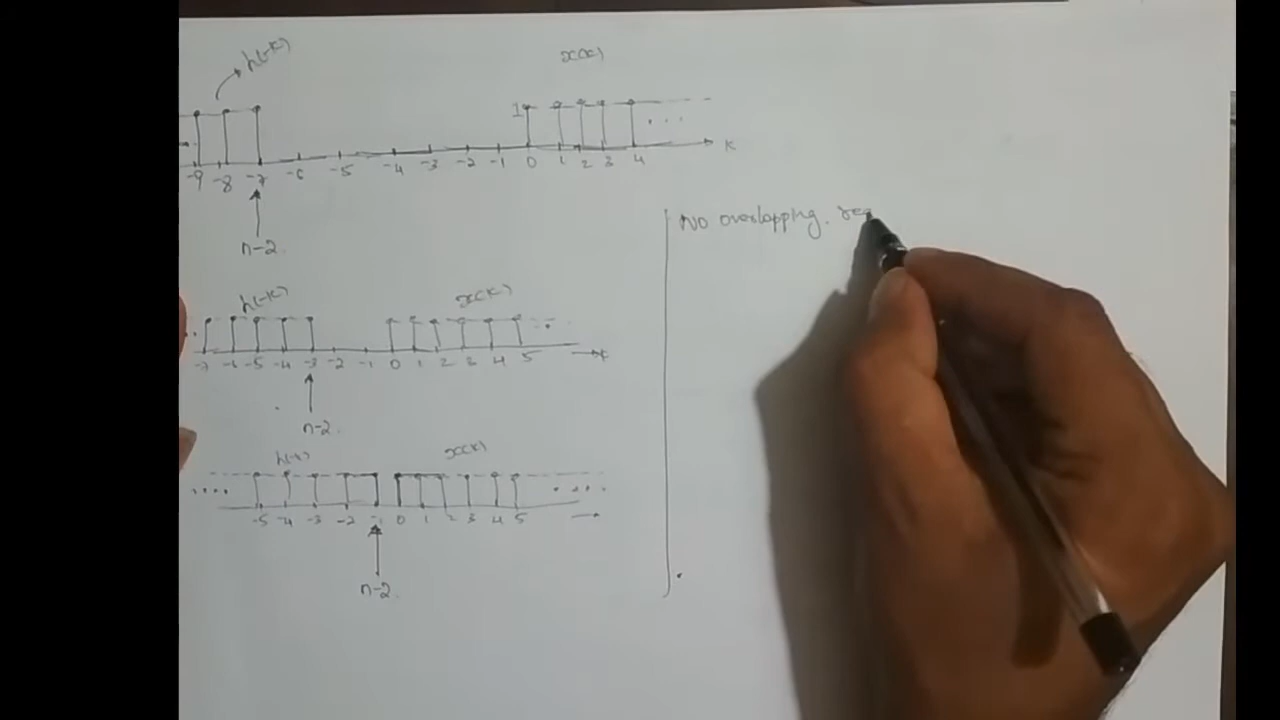 h(-k)
x(k)
1
-9 -8 -7 -6 -5 -4 -3 -2 -1 0 1 2 3 4
k
n-2
No overlapping. reg
h(-k)
x(k)
-7 -6 -5 -4 -3 -2 -1 0 1 2 3 4 5
k
n-2
h(-k)
x(k)
-5 -4 -3 -2 -1 0 1 2 3 4 5
n-2